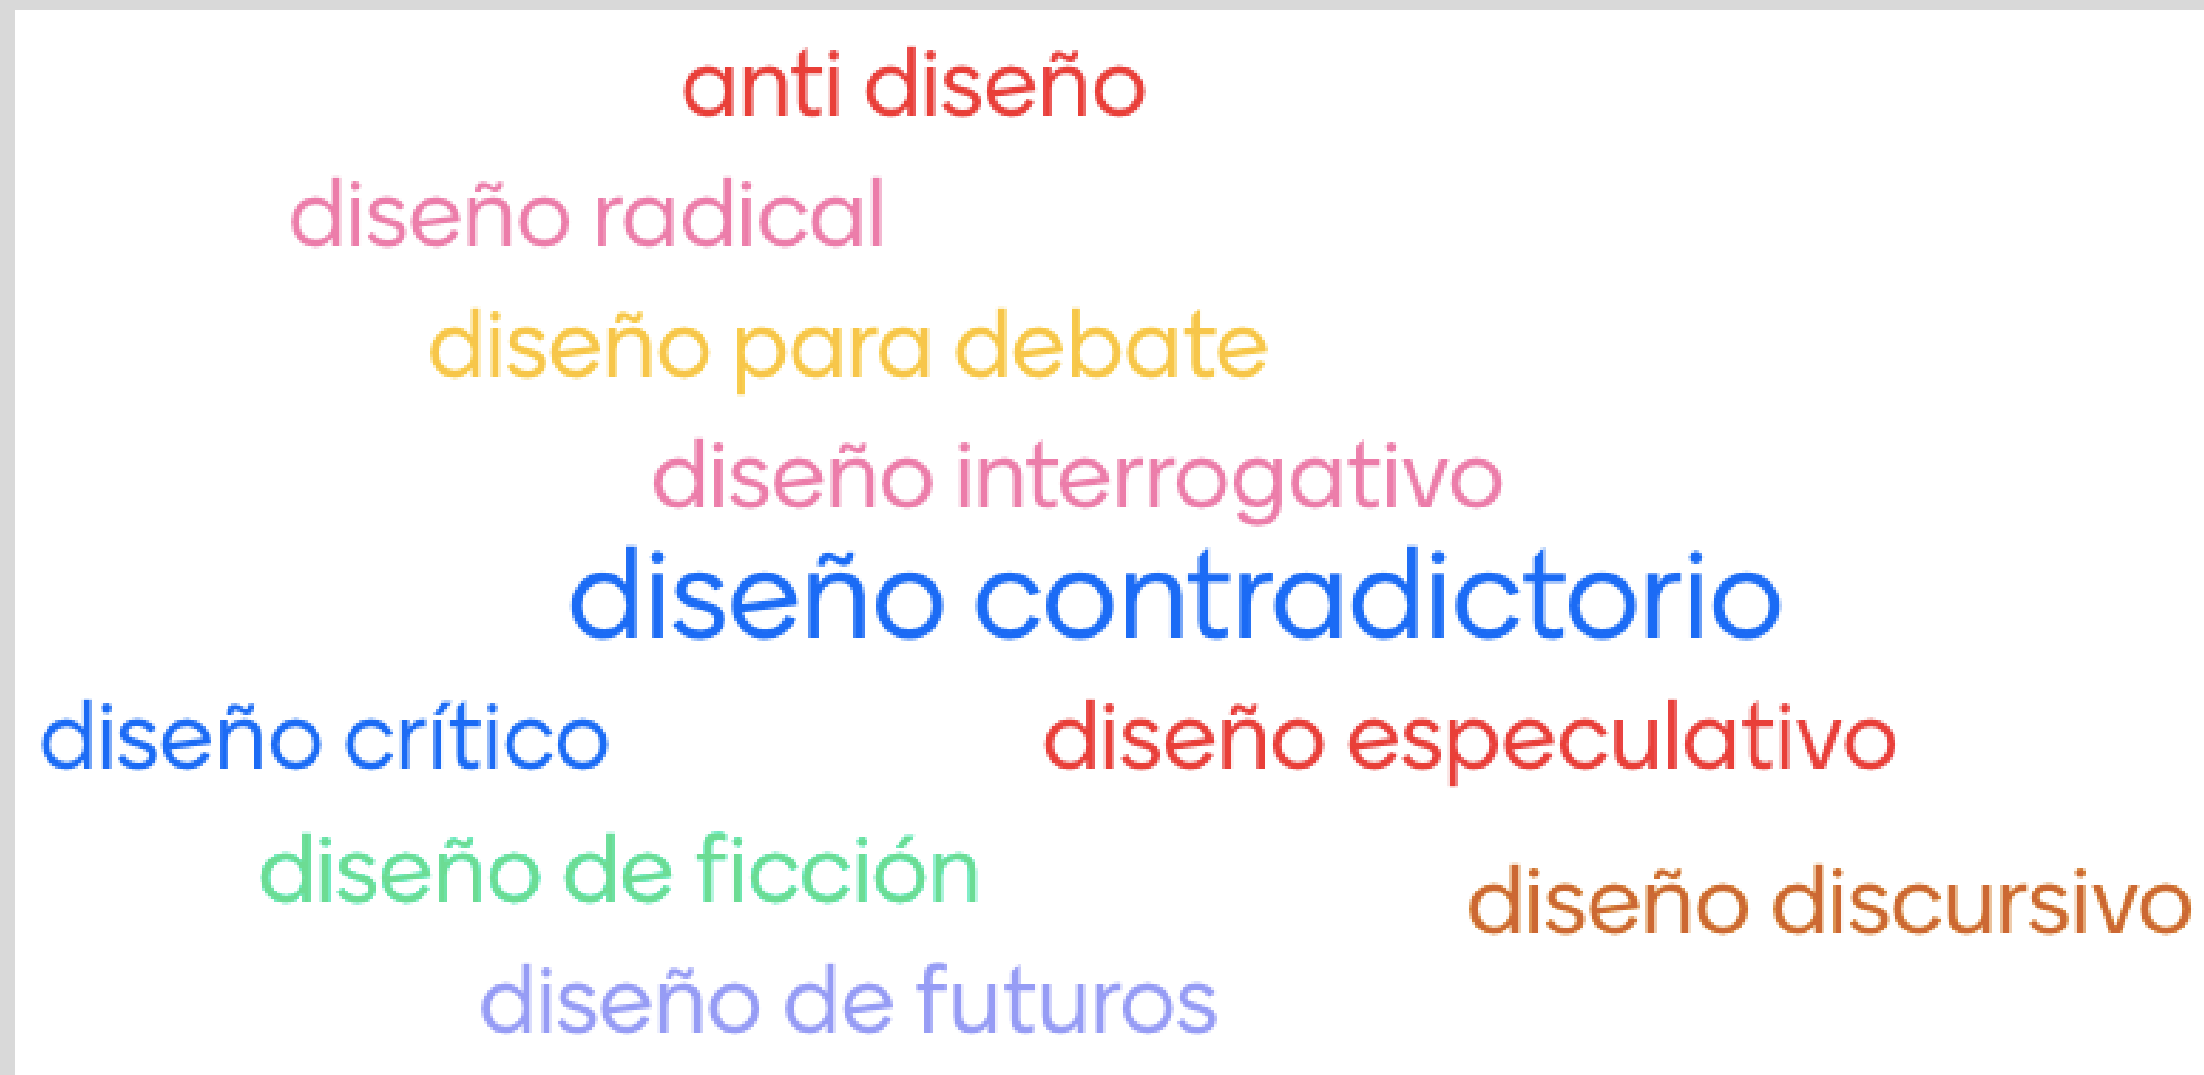 anti diseño
diseño radical
diseño para debate
diseño interrogativo
diseño contradictorio
diseño crítico
diseño especulativo
diseño de ficción
diseño discursivo
diseño de futuros